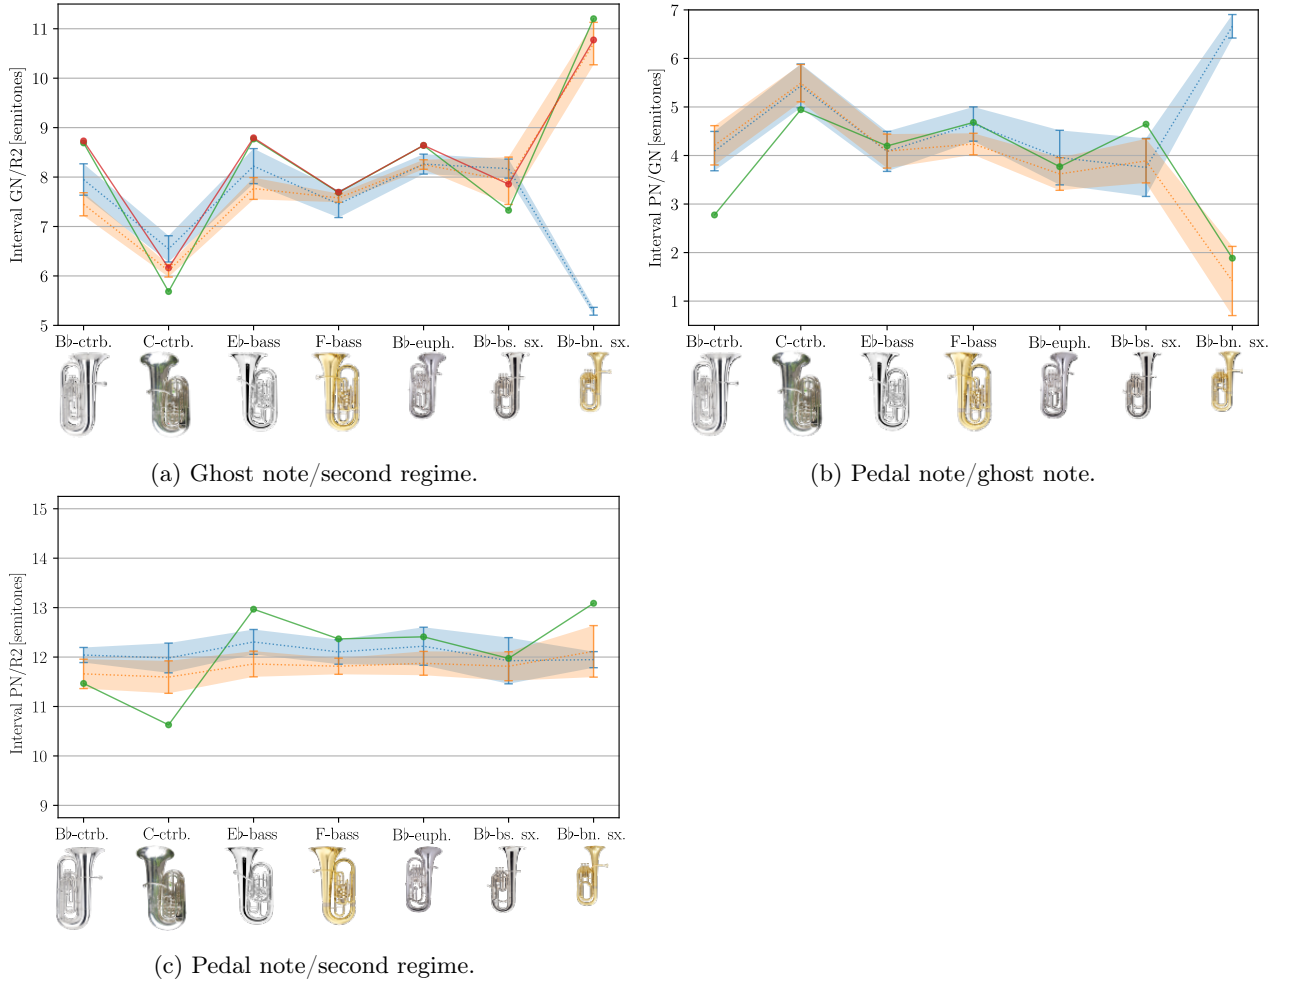 Interval GN/R2 [semitones]
11
10
9
8
7
6
5
B♭-ctrb. C-ctrb. E♭-bass F-bass B♭-euph. B♭-bs. sx. B♭-bn. sx.
(a) Ghost note/second regime.
Interval PN/GN [semitones]
7
6
5
4
3
2
1
B♭-ctrb. C-ctrb. E♭-bass F-bass B♭-euph. B♭-bs. sx. B♭-bn. sx.
(b) Pedal note/ghost note.
Interval PN/R2 [semitones]
15
14
13
12
11
10
9
B♭-ctrb. C-ctrb. E♭-bass F-bass B♭-euph. B♭-bs. sx. B♭-bn. sx.
(c) Pedal note/second regime.